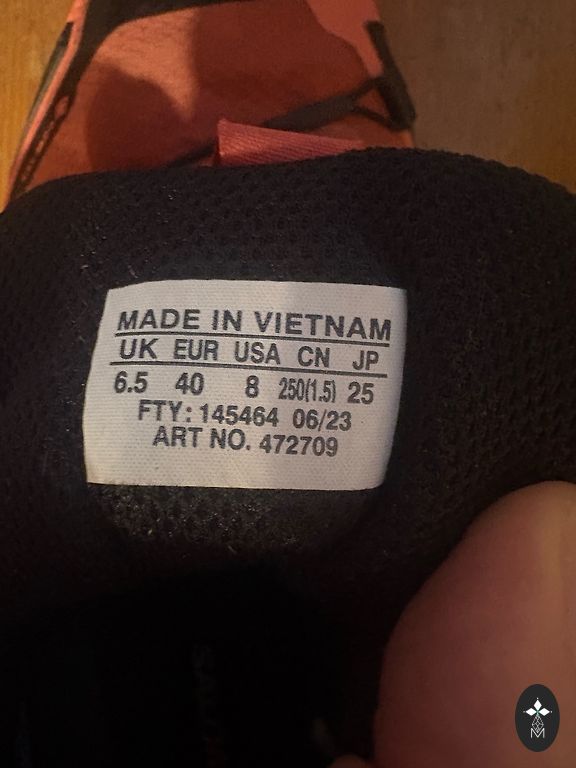 MADE IN VIETNAM
UK EUR USA CN JP
6.5 40 8 250(1.5) 25
FTY: 145464 06/23
ART NO. 472709